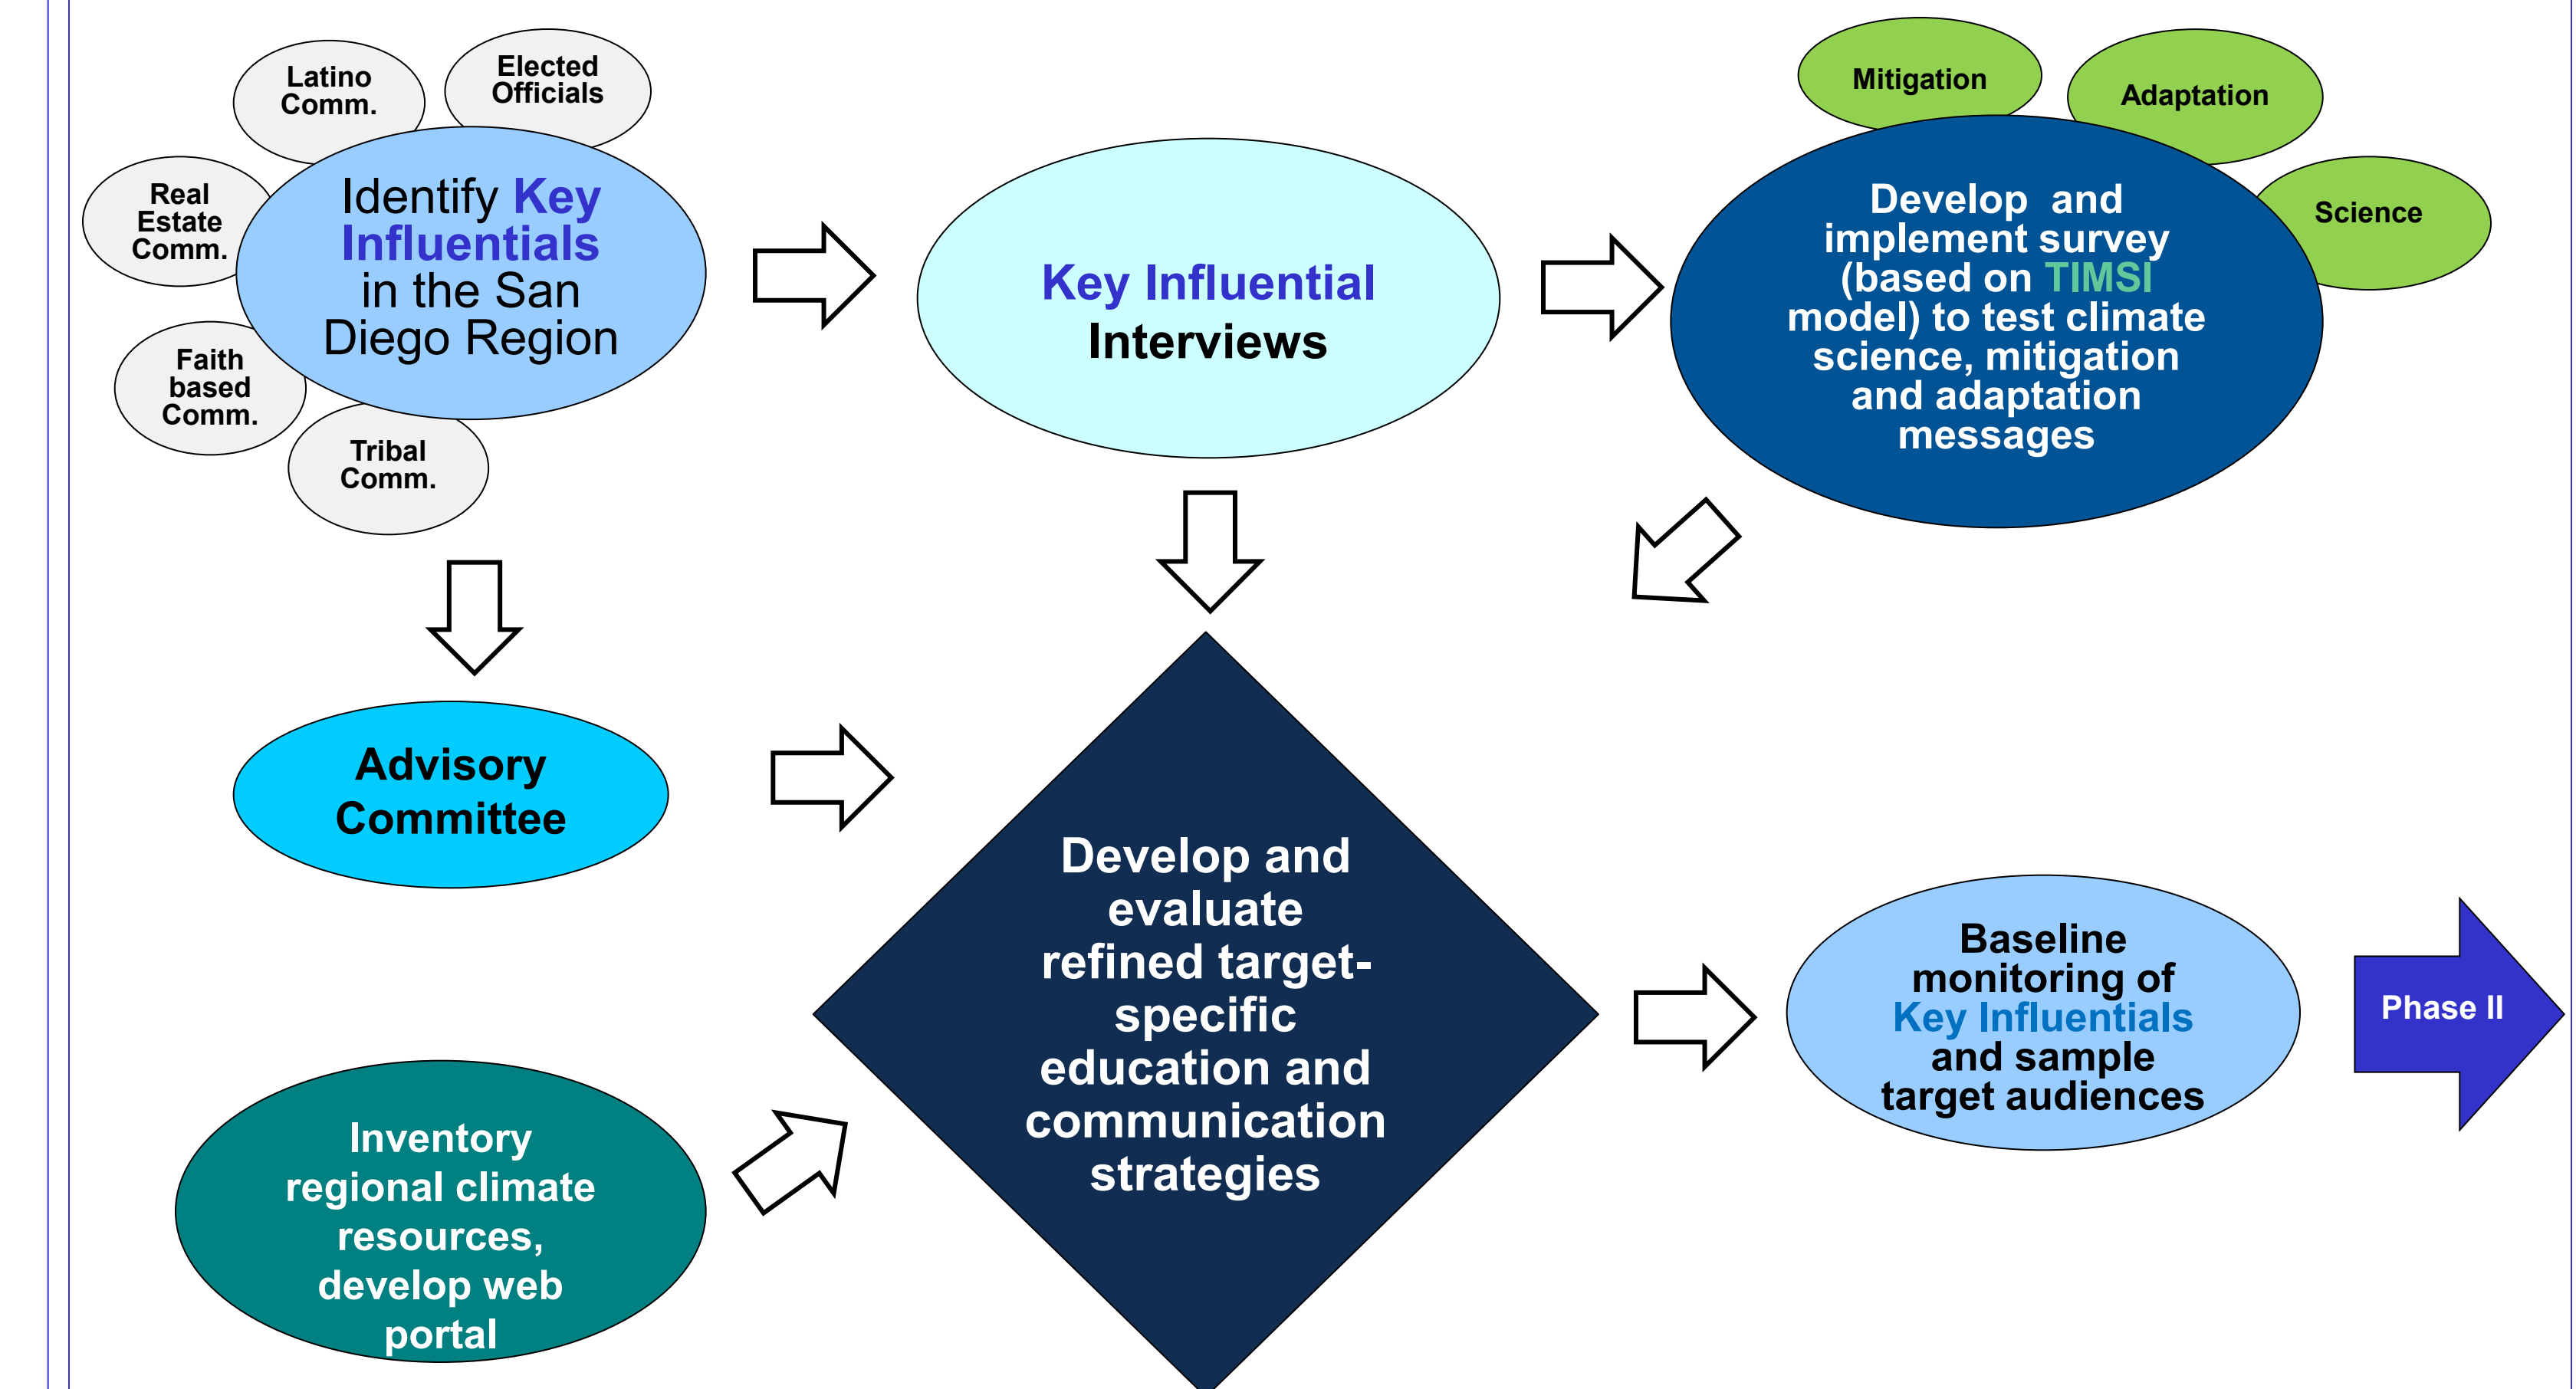 Latino
Comm.
Elected
Officials
Real
Estate
Comm.
Faith
based
Comm.
Tribal
Comm.
Identify Key
Influentials
in the San
Diego Region
Key Influential
Interviews
Mitigation
Adaptation
Science
Develop and
implement survey
(based on TIMSI
model) to test climate
science, mitigation
and adaptation
messages
Advisory
Committee
Inventory
regional climate
resources,
develop web
portal
Develop and
evaluate
refined target-
specific
education and
communication
strategies
Baseline
monitoring of
Key Influentials
and sample
target audiences
Phase II